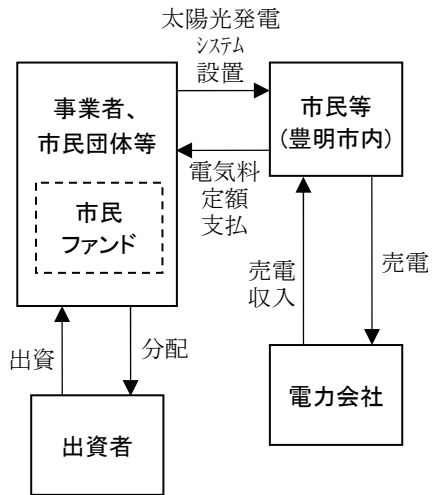 太陽光発電
ｼｽﾃﾑ
設置
事業者、
市民団体等
市民等
(豊明市内)
市民
ファンド
電気料
定額
支払
売電
収入
売電
出資
分配
出資者
電力会社